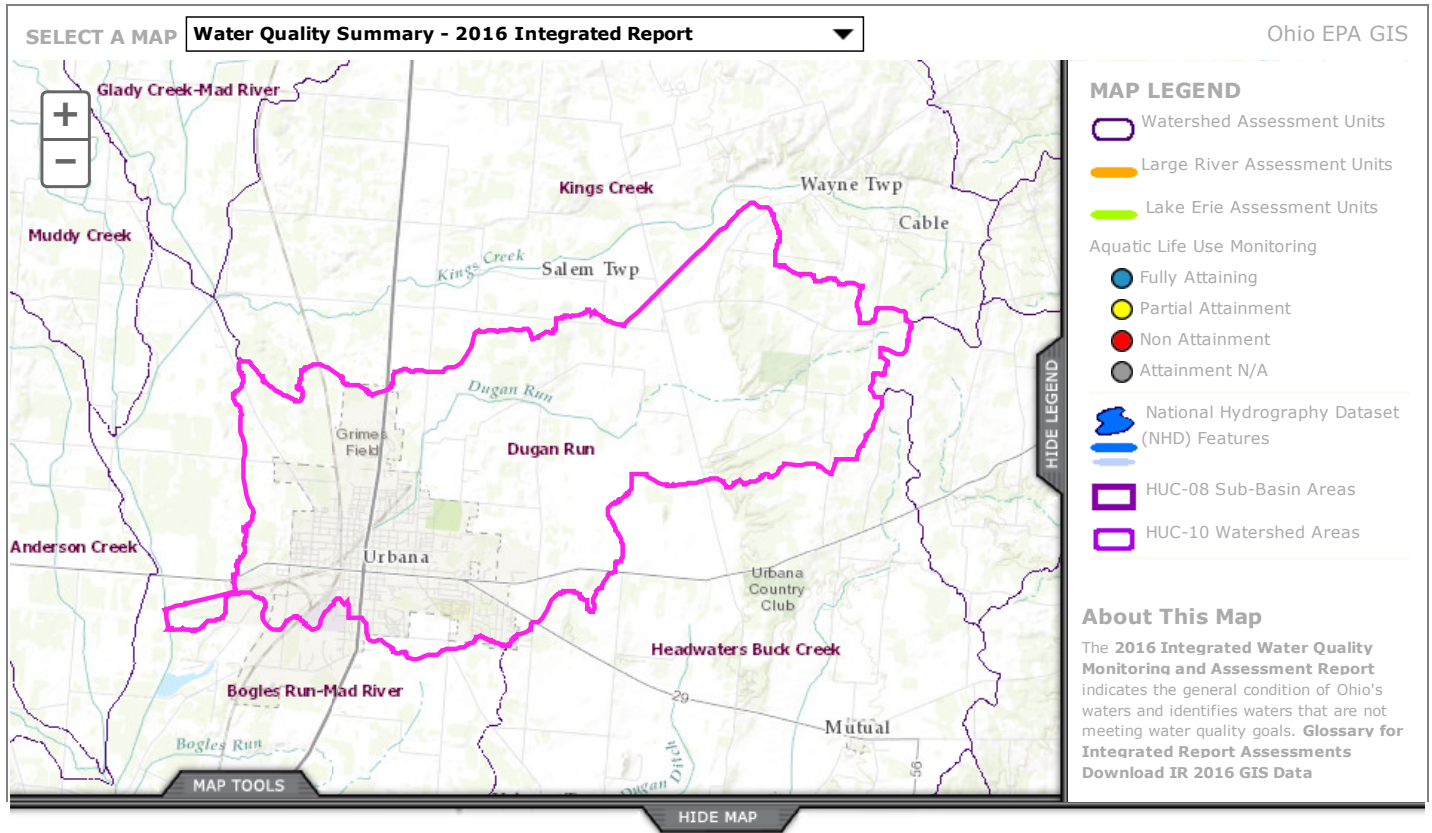 SELECT A MAP
Water Quality Summary - 2016 Integrated Report
Ohio EPA GIS
+
−
Glady Creek-Mad River
Kings Creek
Wayne Twp
Cable
Muddy Creek
Kings Creek
Salem Twp
Dugan Run
Grimes
Field
Dugan Run
Anderson Creek
Urbana
Urbana
Country
Club
Headwaters Buck Creek
Bogles Run-Mad River
29
Mutual
Bogles Run
Dugan Ditch
56
MAP TOOLS
HIDE MAP
HIDE LEGEND
MAP LEGEND
Watershed Assessment Units
Large River Assessment Units
Lake Erie Assessment Units
Aquatic Life Use Monitoring
Fully Attaining
Partial Attainment
Non Attainment
Attainment N/A
National Hydrography Dataset
(NHD) Features
HUC-08 Sub-Basin Areas
HUC-10 Watershed Areas
About This Map
The 2016 Integrated Water Quality
Monitoring and Assessment Report
indicates the general condition of Ohio's
waters and identifies waters that are not
meeting water quality goals. Glossary for
Integrated Report Assessments
Download IR 2016 GIS Data